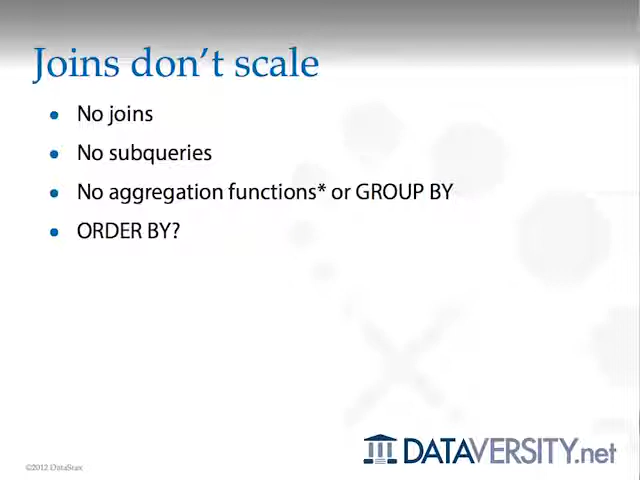 Joins don't scale
• No joins
• No subqueries
• No aggregation functions* or GROUP BY
• ORDER BY?
©2012 DataStax
DATAVERSITY.net